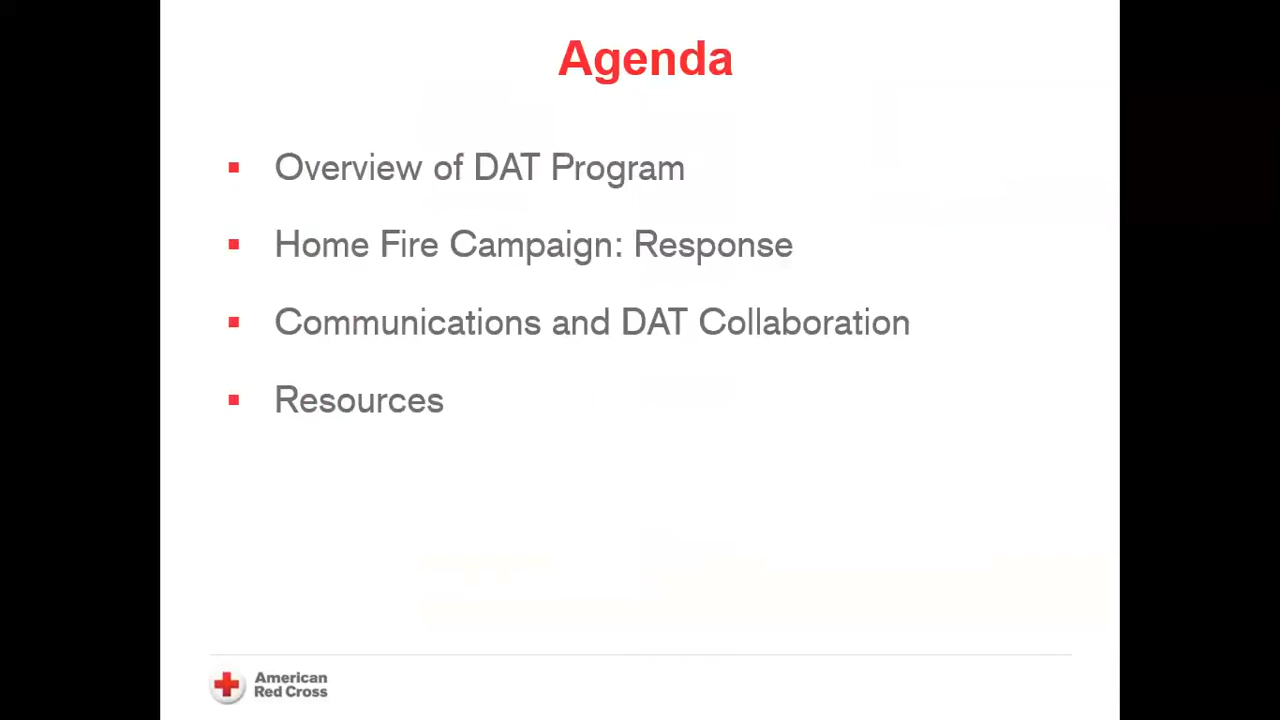 Agenda
Overview of DAT Program
Home Fire Campaign: Response
Communications and DAT Collaboration
Resources
American
Red Cross